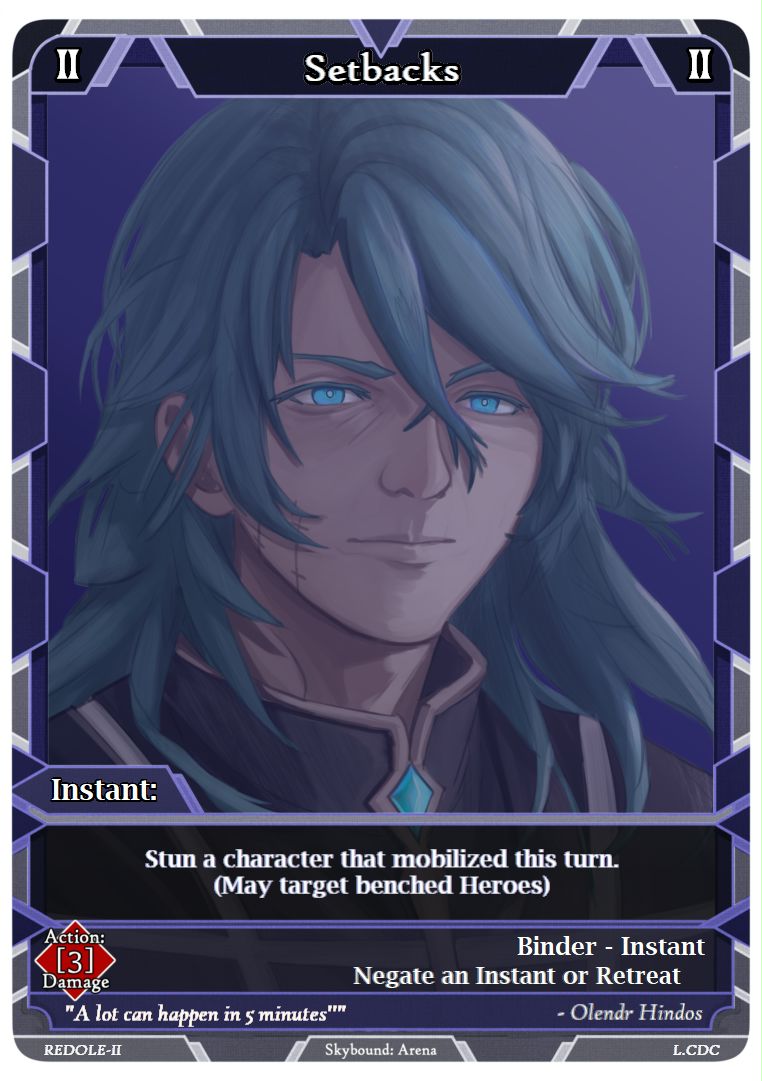 II Setbacks II
Instant:
Stun a character that mobilized this turn.
(May target benched Heroes)
Action:
[3]
Damage
Binder - Instant
Negate an Instant or Retreat
"A lot can happen in 5 minutes"" - Olendr Hindos
REDOLE-II Skybound: Arena L.CDC